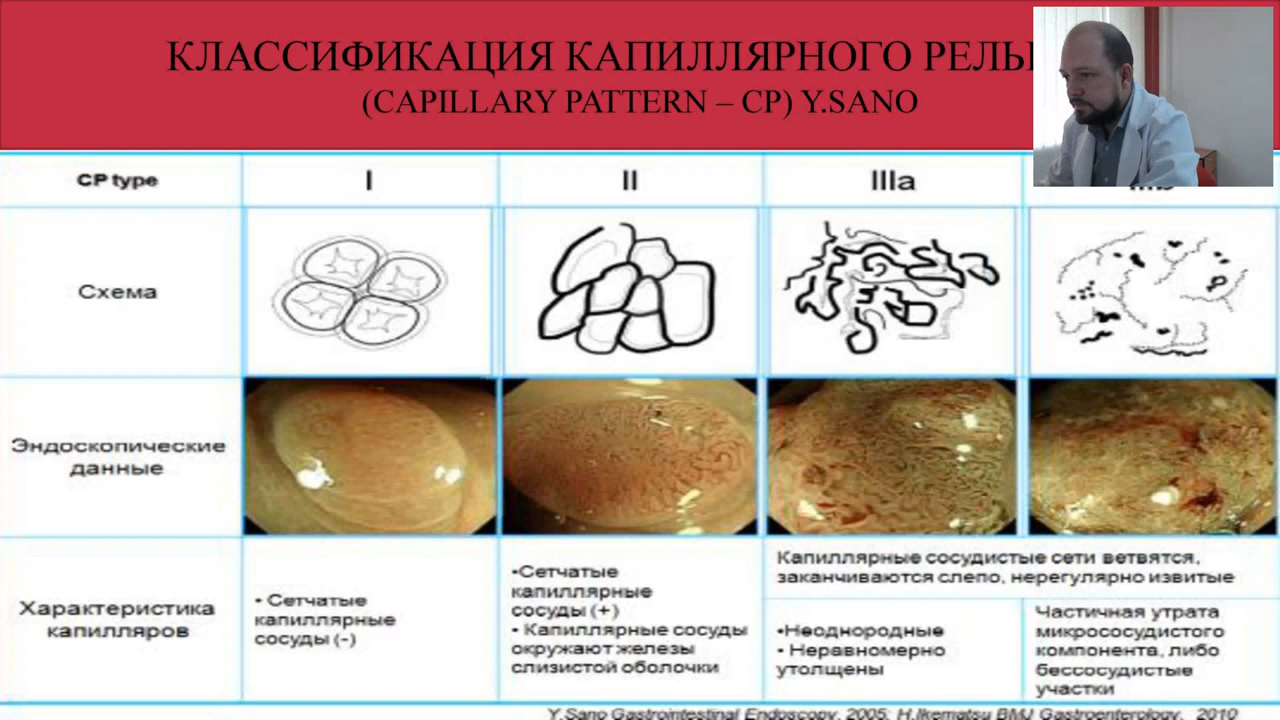 КЛАССИФИКАЦИЯ КАПИЛЛЯРНОГО
(CAPILLARY PATTERN – CP) Y.SANO
CP type
I
II
IIIa
Схема
Эндоскопические
данные
Характеристика
капилляров
• Сетчатые
капиллярные
сосуды (-)
•Сетчатые
капиллярные
сосуды (+)
• Капиллярные сосуды
окружают железы
слизистой оболочки
Капиллярные сосудистые сети ветвятся,
заканчиваются слепо, нерегулярно извитые
•Неоднородные
• Неравномерно
утолщены
Частичная утрата
микрососудистого
компонента, либо
бессосудистые
участки
Y.Sano Gastrointestinal Endoscopy, 2005; H.Ikematsu BMJ Gastroenterology, 2010